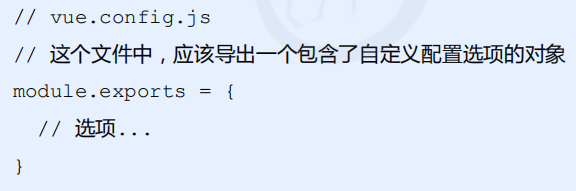 // vue.config.js
// 这个文件中，应该导出一个包含了自定义配置选项的对象
module.exports = {
  // 选项...
}